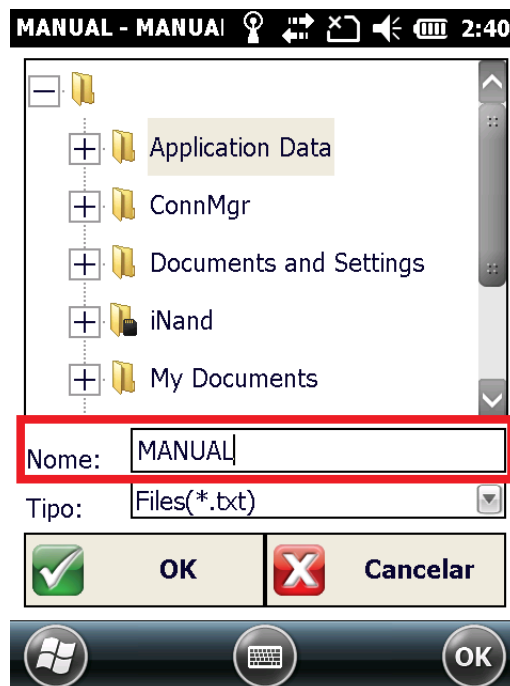 MANUAL - MANUAI 2:40
Application Data
ConnMgr
Documents and Settings
iNand
My Documents
Nome: MANUAL
Tipo: Files(*.txt)
OK Cancelar
OK